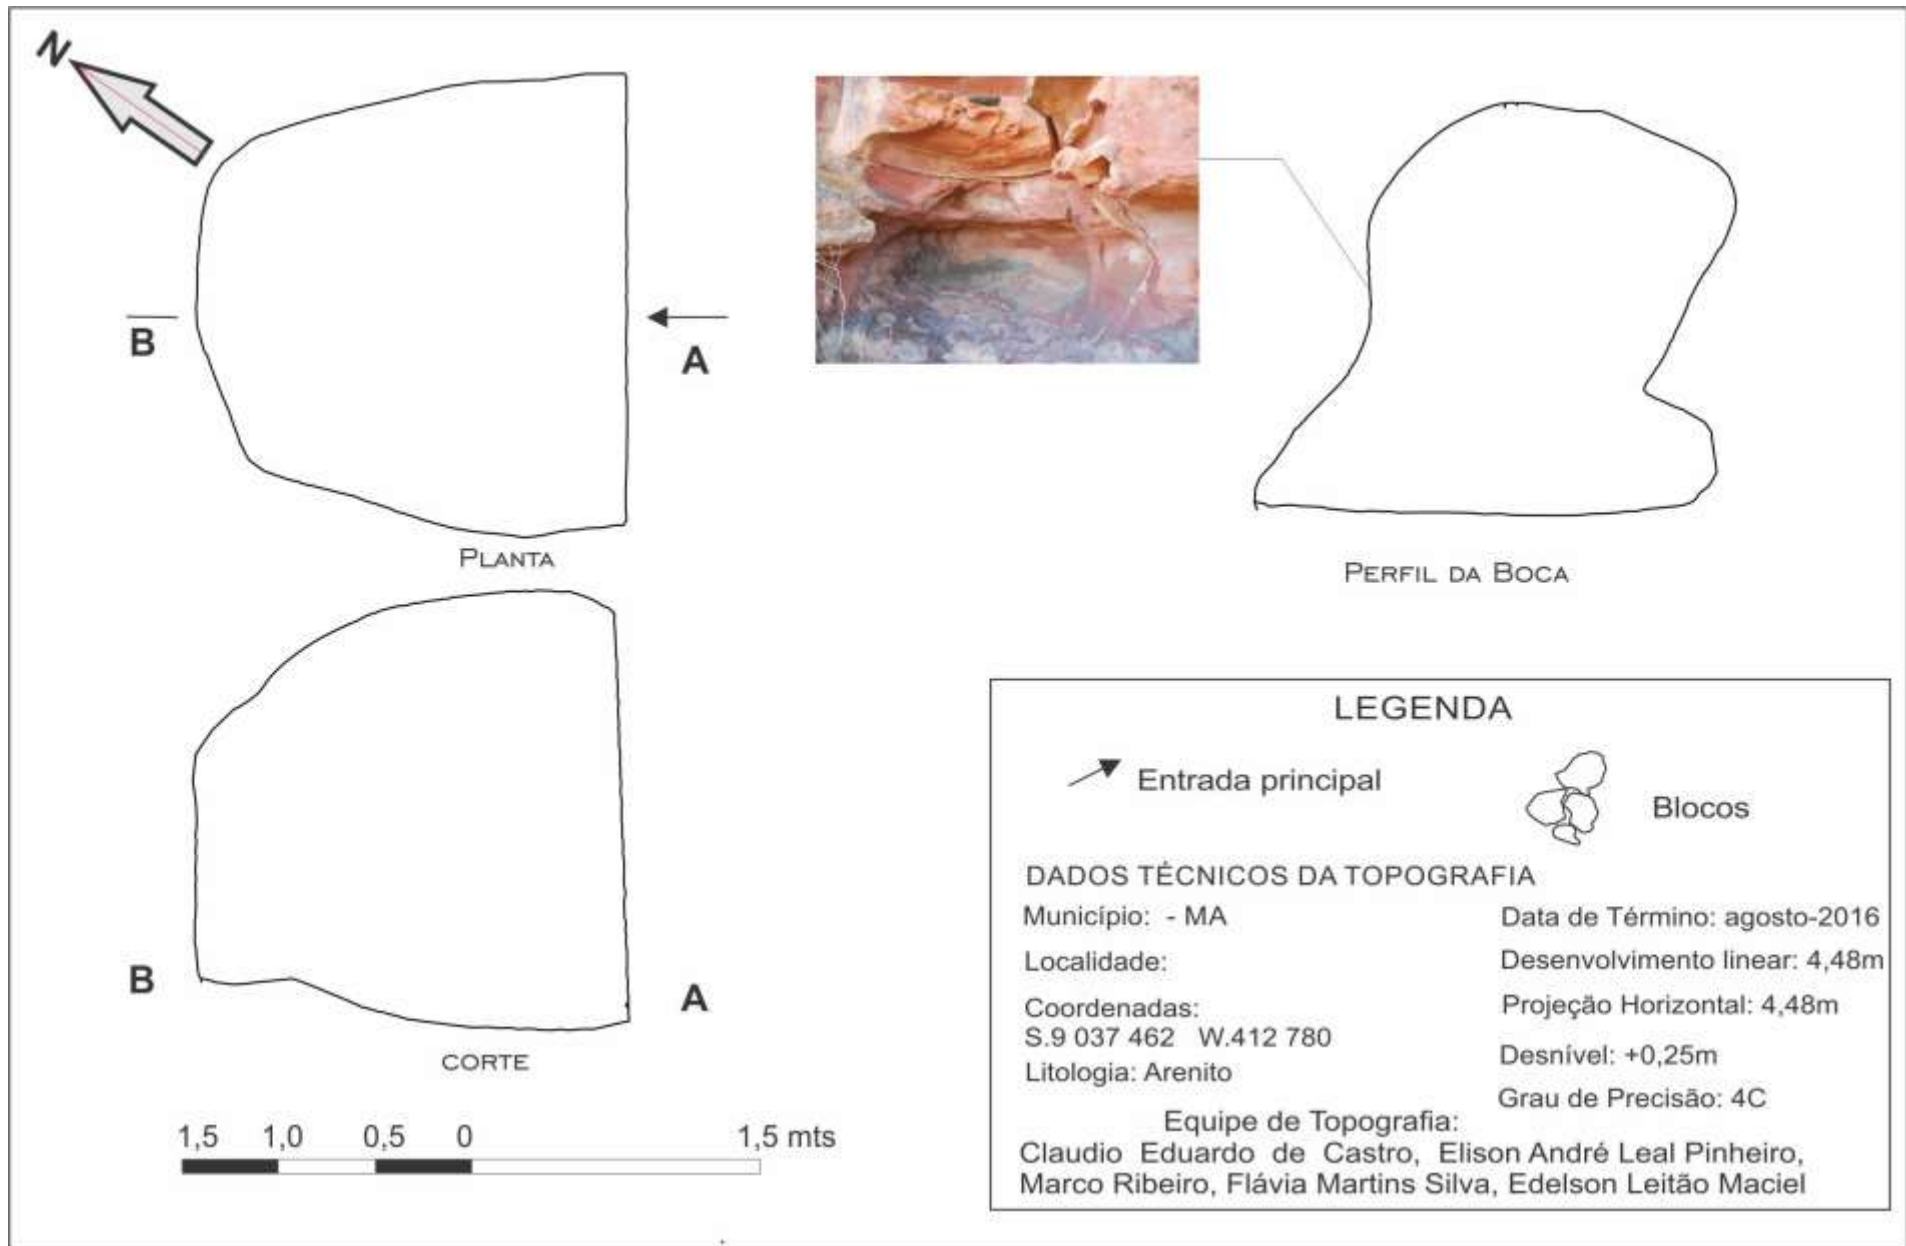 N
B
A
PLANTA
PERFIL DA BOCA
B
A
CORTE
1,5 1,0 0,5 0 1,5 mts
LEGENDA
Entrada principal
Blocos
DADOS TÉCNICOS DA TOPOGRAFIA
Município: - MA
Localidade:
Coordenadas:
S.9 037 462 W.412 780
Litologia: Arenito
Data de Término: agosto-2016
Desenvolvimento linear: 4,48m
Projeção Horizontal: 4,48m
Desnível: +0,25m
Grau de Precisão: 4C
Equipe de Topografia:
Claudio Eduardo de Castro, Elison André Leal Pinheiro,
Marco Ribeiro, Flávia Martins Silva, Edelson Leitão Maciel